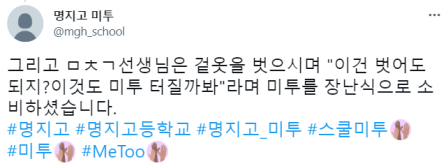 명지고 미투
@mgh_school
그리고 ㅁㅊㄱ선생님은 겉옷을 벗으시며 "이건 벗어도
되지?이것도 미투 터질까봐"라며 미투를 장난식으로 소
비하셨습니다.
#명지고 #명지고등학교 #명지고_미투 #스쿨미투
#미투 #MeToo